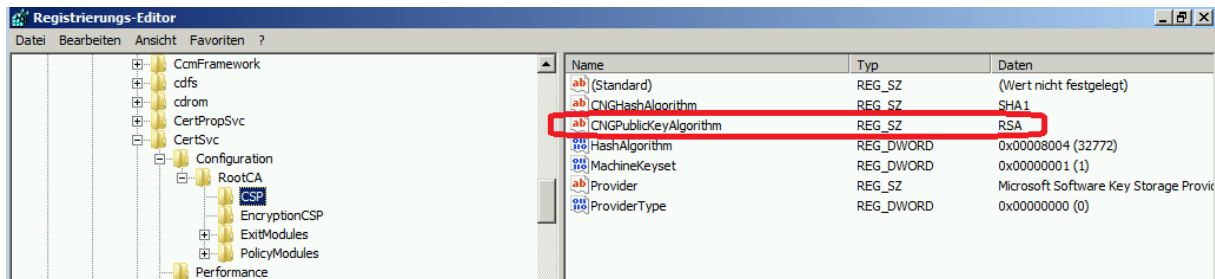 Registrierungs-Editor
Datei Bearbeiten Ansicht Favoriten ?
CcmFramework
cdfs
cdrom
CertPropSvc
CertSvc
Configuration
RootCA
CSP
EncryptionCSP
ExitModules
PolicyModules
Performance
Name Typ Daten
(Standard) REG_SZ (Wert nicht festgelegt)
CNGHashAlgorithm REG_SZ SHA1
CNGPublicKeyAlgorithm REG_SZ RSA
HashAlgorithm REG_DWORD 0x00008004 (32772)
MachineKeyset REG_DWORD 0x00000001 (1)
Provider REG_SZ Microsoft Software Key Storage Provid
ProviderType REG_DWORD 0x00000000 (0)